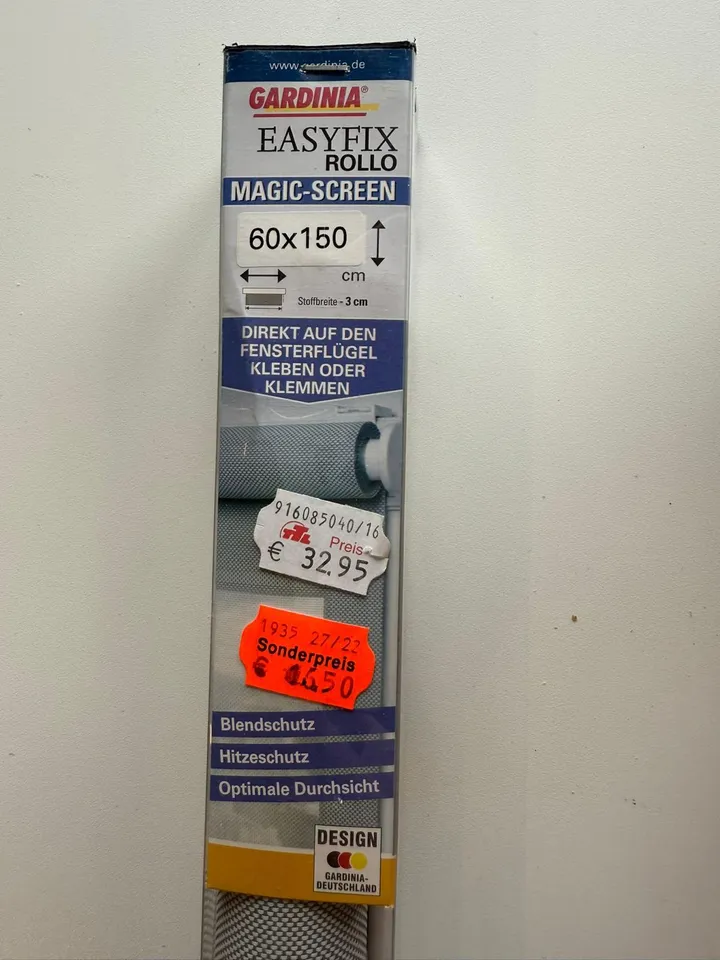 www.gardinia.de
GARDINIA®
EASYFIX
ROLLO
MAGIC-SCREEN
60x150
cm
Stoffbreite - 3 cm
DIREKT AUF DEN
FENSTERFLÜGEL
KLEBEN ODER
KLEMMEN
916085040/16
TTL
Preis
€ 32.95
1935 27/22
Sonderpreis
€
Blendschutz
Hitzeschutz
Optimale Durchsicht
DESIGN
GARDINIA-
DEUTSCHLAND